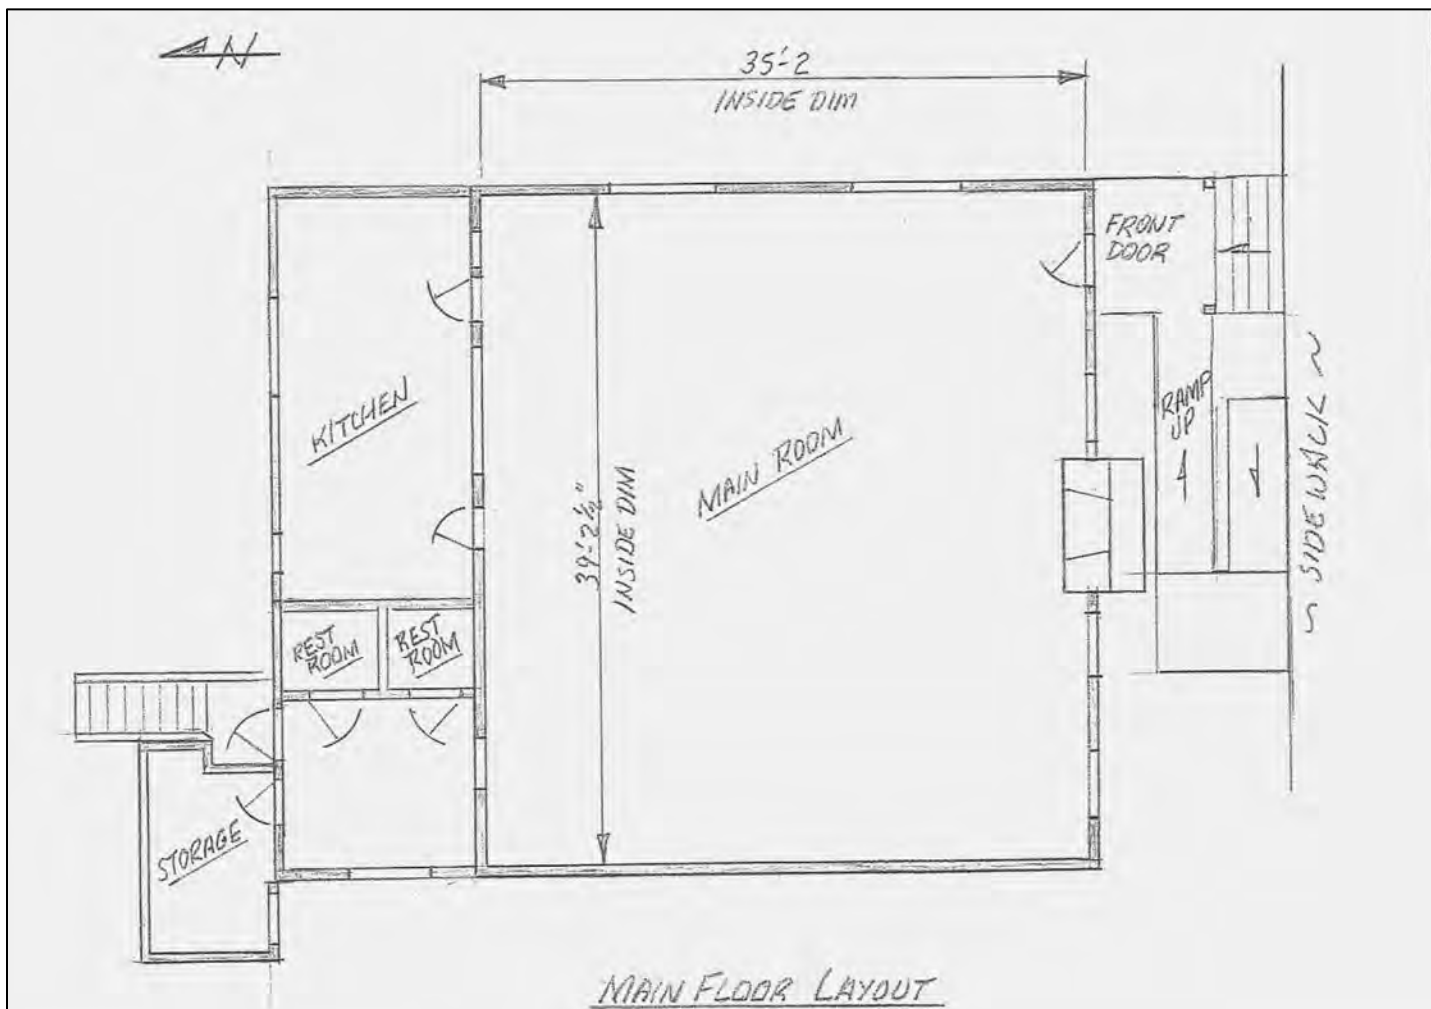 N
35'-2
INSIDE DIM
FRONT
DOOR
KITCHEN
MAIN ROOM
RAMP
UP
39'-2½"
INSIDE DIM
~ SIDEWALK ~
REST
ROOM
REST
ROOM
STORAGE
MAIN FLOOR LAYOUT